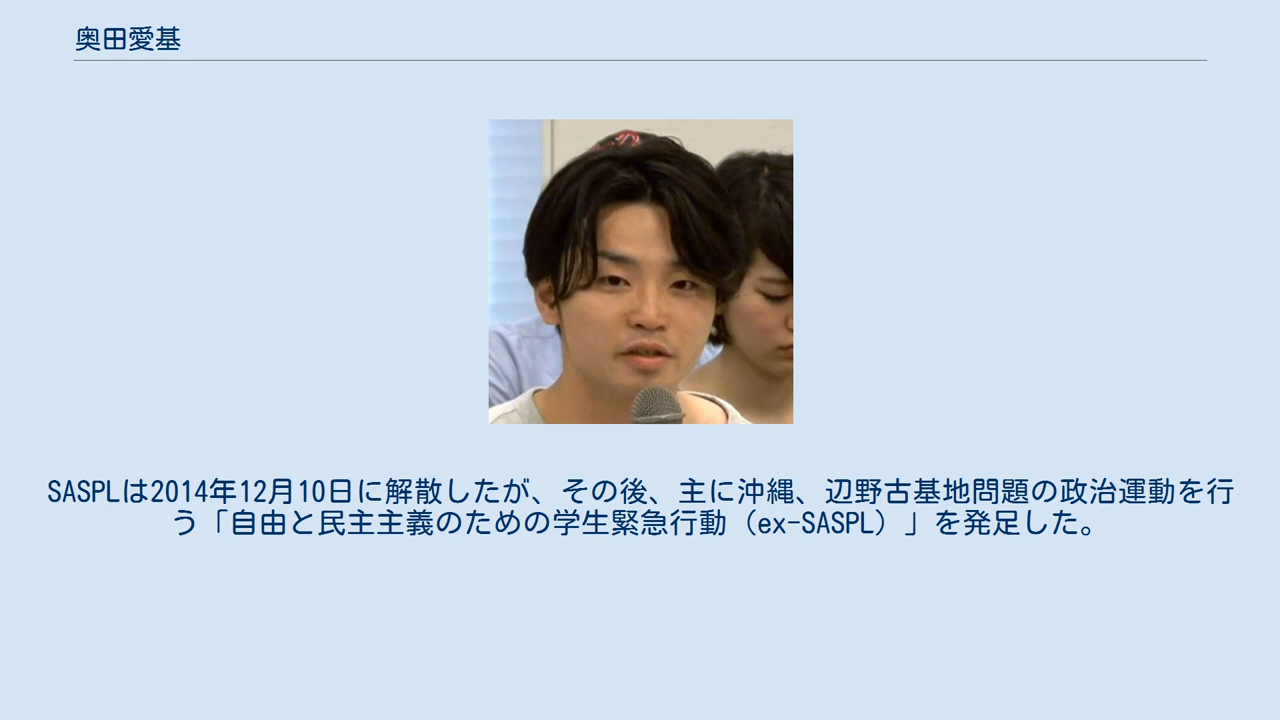 奥田愛基
SASPLは2014年12月10日に解散したが、その後、主に沖縄、辺野古基地問題の政治運動を行
う「自由と民主主義のための学生緊急行動（ex-SASPL）」を発足した。